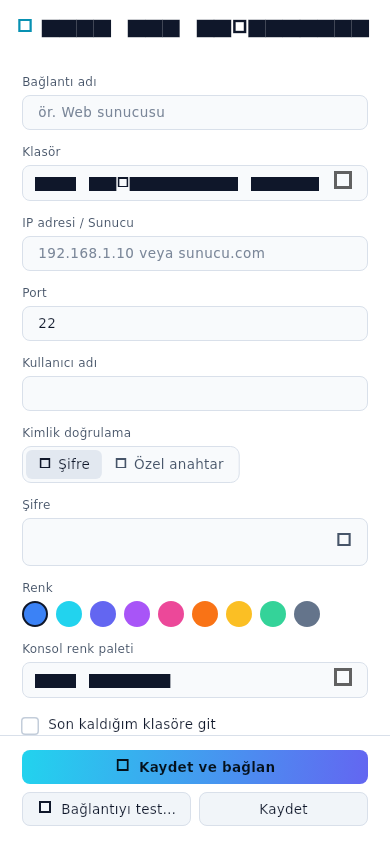 Bağlantı adı
ör. Web sunucusu
Klasör
IP adresi / Sunucu
192.168.1.10 veya sunucu.com
Port
22
Kullanıcı adı
Kimlik doğrulama
Şifre
Özel anahtar
Şifre
Renk
Konsol renk paleti
Son kaldığım klasöre git
Kaydet ve bağlan
Bağlantıyı test...
Kaydet